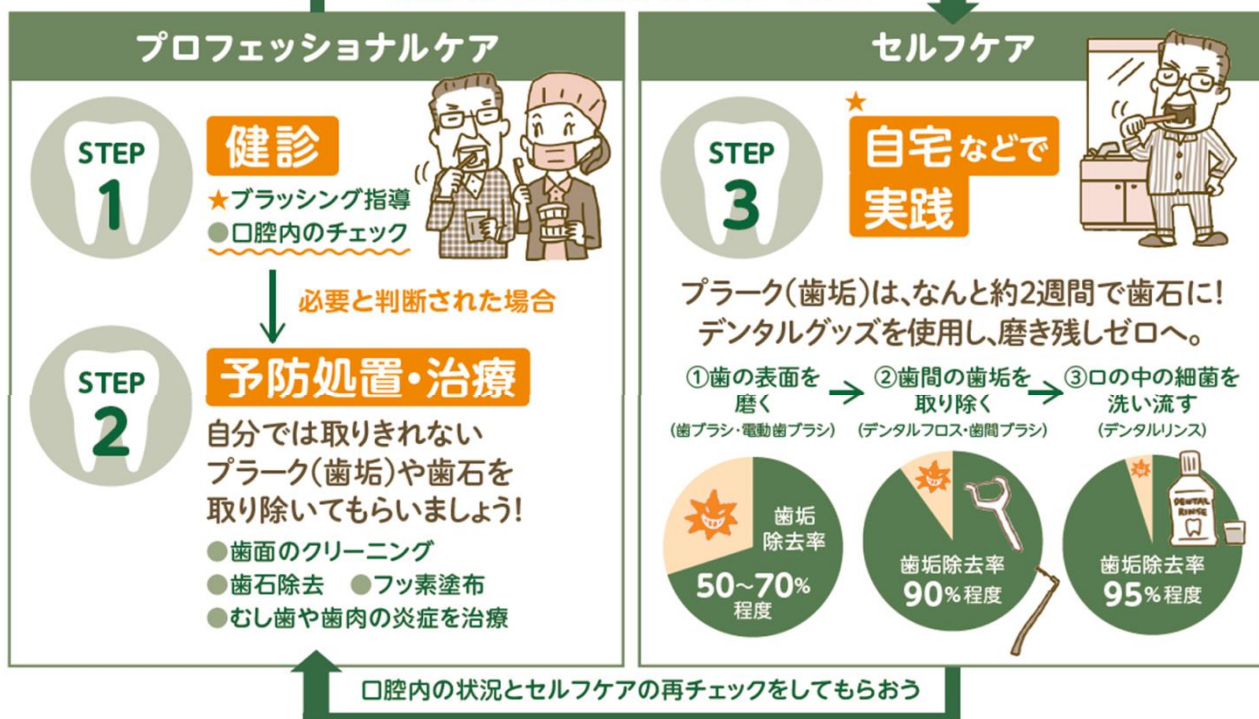 プロフェッショナルケア
STEP
1
健診
★ブラッシング指導
●口腔内のチェック
必要と判断された場合
STEP
2
予防処置・治療
自分では取りきれない
プラーク(歯垢)や歯石を
取り除いてもらいましょう!
●歯面のクリーニング
●歯石除去 ●フッ素塗布
●むし歯や歯肉の炎症を治療
セルフケア
STEP
3
★
自宅などで
実践
プラーク(歯垢)は、なんと約2週間で歯石に!
デンタルグッズを使用し、磨き残しゼロへ。
①歯の表面を
磨く
(歯ブラシ・電動歯ブラシ)
歯垢
除去率
50~70%
程度
②歯間の歯垢を
取り除く
(デンタルフロス・歯間ブラシ)
歯垢除去率
90%程度
③口の中の細菌を
洗い流す
(デンタルリンス)
DENTAL
RINSE
歯垢除去率
95%程度
口腔内の状況とセルフケアの再チェックをしてもらおう